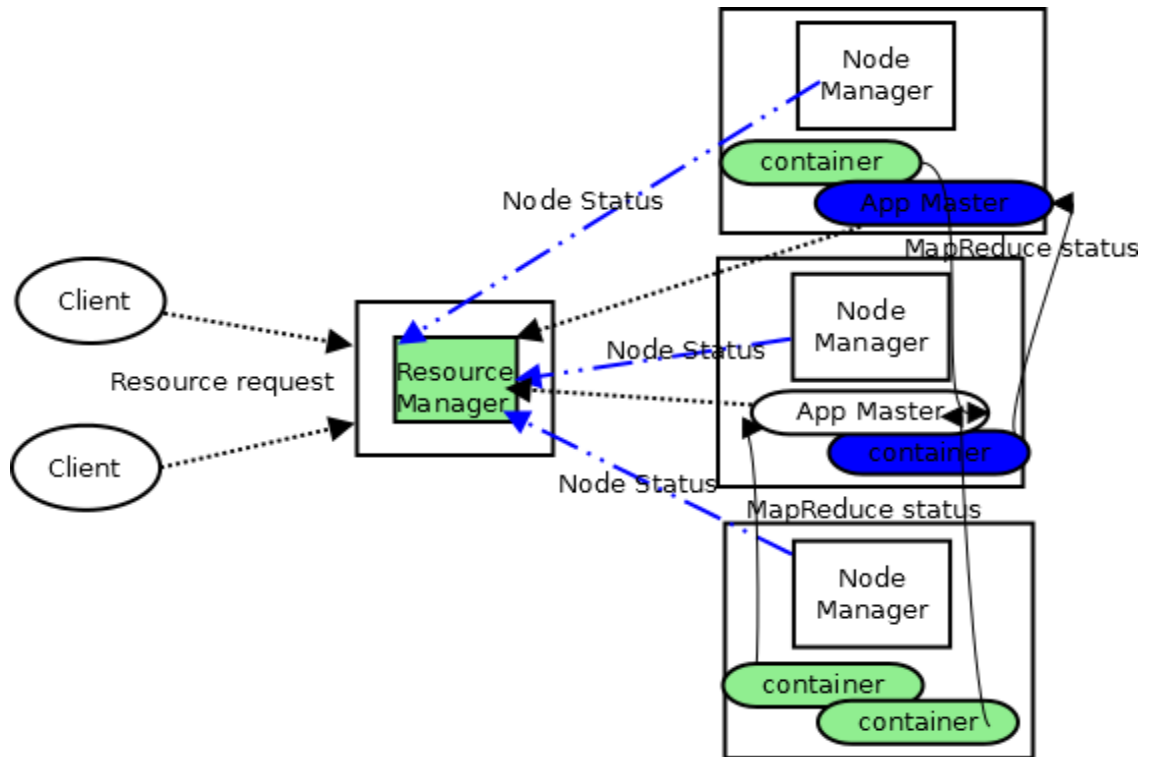 Node
Manager
container
App Master
Node Status
MapReduce status
Client
Node
Manager
Node Status
Resource
Manager
Resource request
App Master
container
Client
Node Status
MapReduce status
Node
Manager
container
container